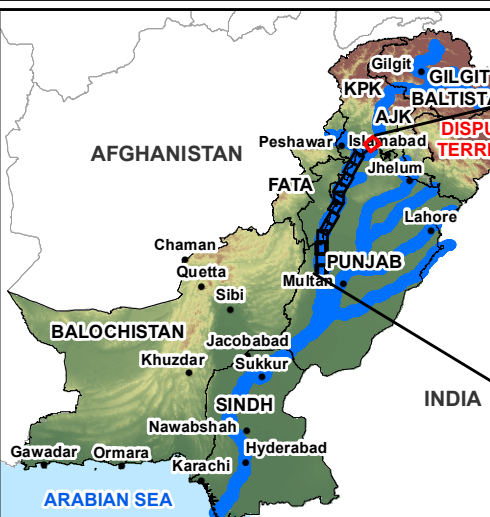 Gilgit
GILGIT
KPK
BALTISTA
AJK
DISPU
TERRI
Peshawar
Islamabad
AFGHANISTAN
Jhelum
FATA
Lahore
Chaman
PUNJAB
Quetta
Multan
Sibi
BALOCHISTAN
Jacobabad
Khuzdar
Sukkur
INDIA
SINDH
Nawabshah
Gawadar
Ormara
Hyderabad
Karachi
ARABIAN SEA